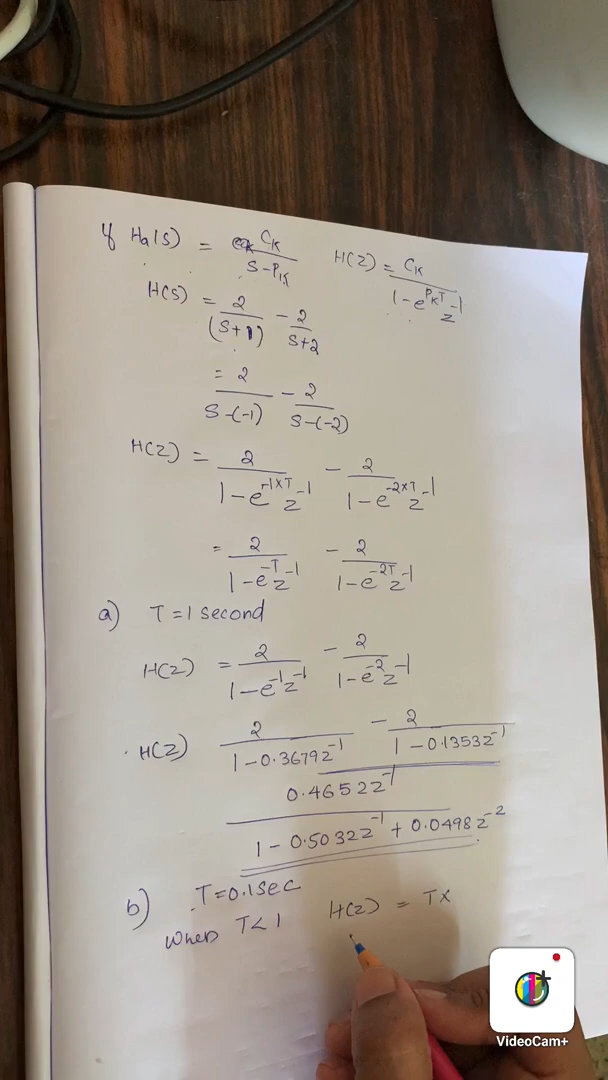 If Ha(s) = Ck / (S-Pk) H(z) = Ck / (1-e^(PkT) z^-1)
H(s) = 2/(S+1) - 2/(S+2)
= 2/(S-(-1)) - 2/(S-(-2))
H(z) = 2/(1-e^(-1×T) z^-1) - 2/(1-e^(-2×T) z^-1)
= 2/(1-e^(-T) z^-1) - 2/(1-e^(-2T) z^-1)
a) T=1 second
H(z) = 2/(1-e^(-1) z^-1) - 2/(1-e^(-2) z^-1)
H(z) 2/(1-0.3679z^-1) - 2/(1-0.1353z^-1)
0.4652z^-1 / (1-0.5032z^-1 + 0.0498z^-2)
b) T=0.1sec
When T<1 H(z) = T×
VideoCam+